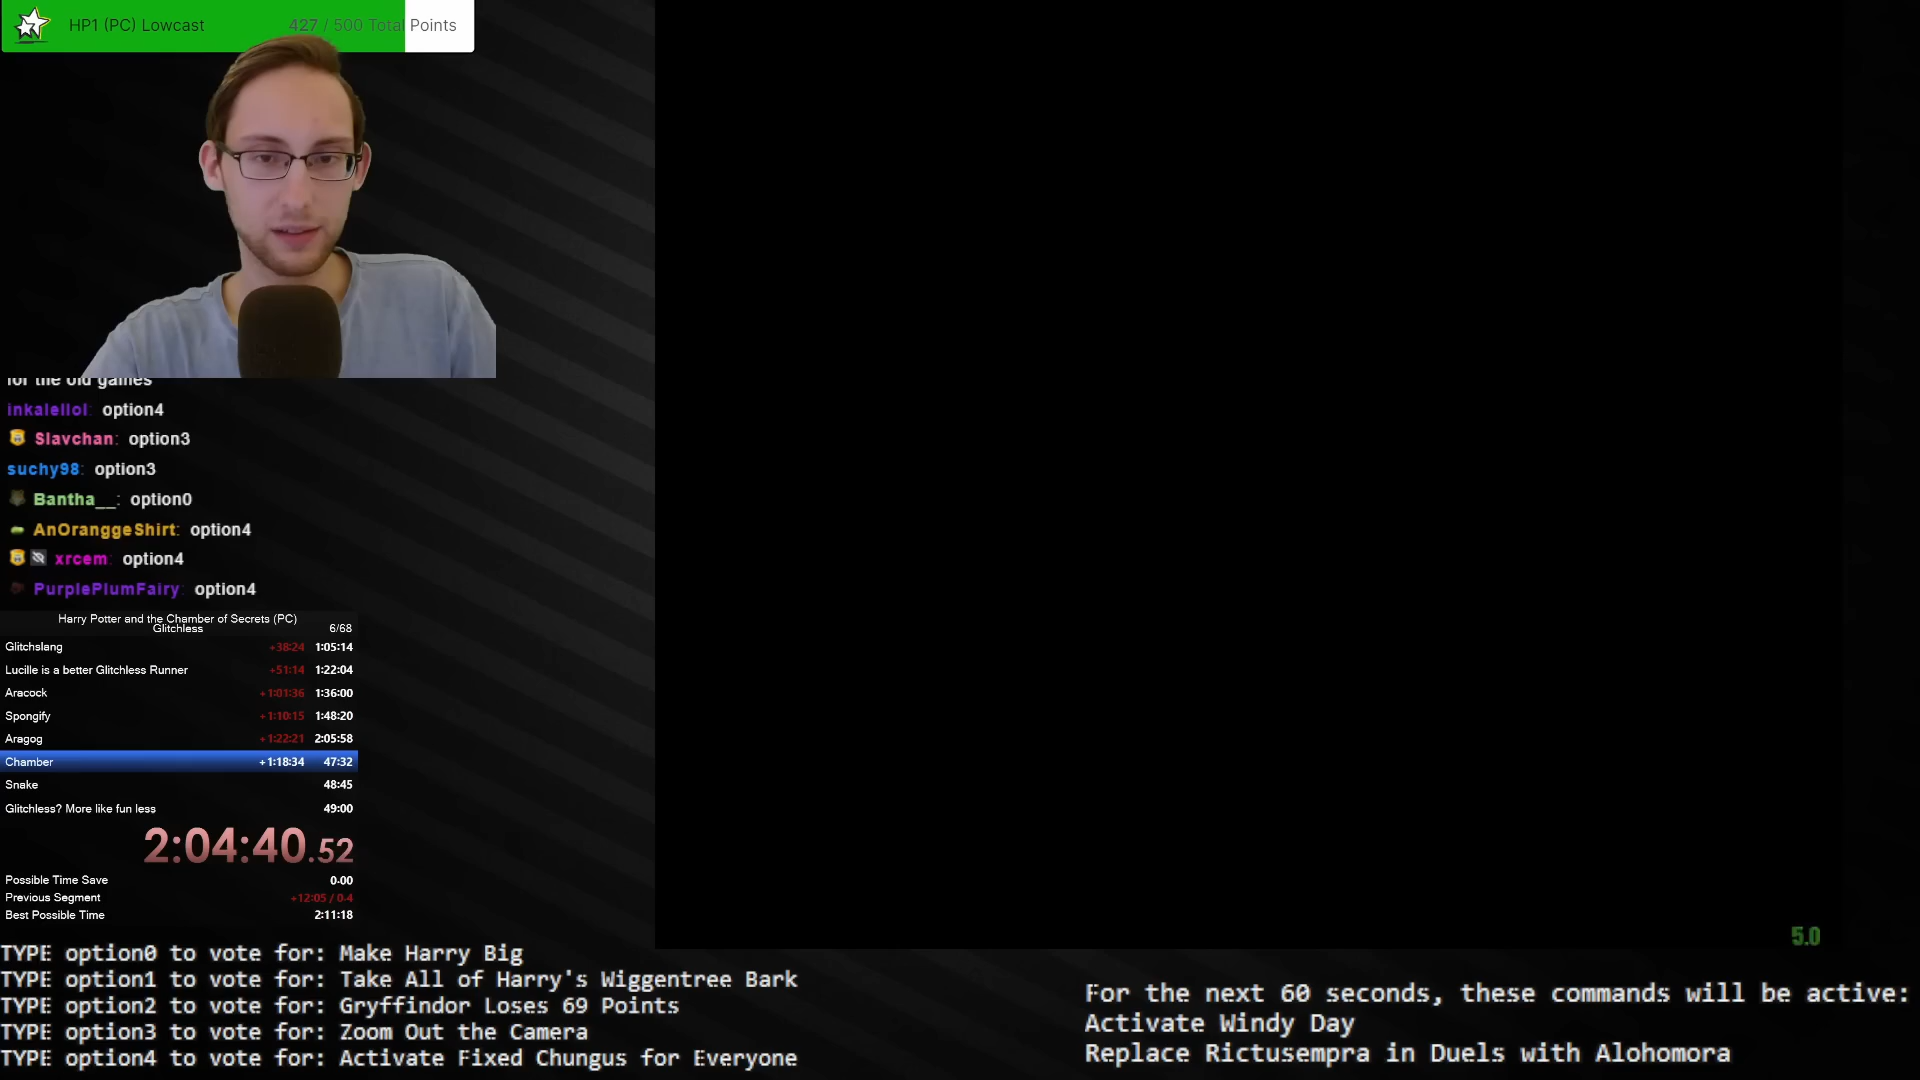 HP1 (PC) Lowcast 427 / 500 Total Points
for the old games
inkalellol: option4
Slavchan: option3
suchy98: option3
Bantha__: option0
AnOranggeShirt: option4
xrcem: option4
PurplePlumFairy: option4
Harry Potter and the Chamber of Secrets (PC)
Glitchless 6/68
Glitchslang +38:24 1:05:14
Lucille is a better Glitchless Runner +51:14 1:22:04
Aracock +1:01:36 1:36:00
Spongify +1:10:15 1:48:20
Aragog +1:22:21 2:05:58
Chamber +1:18:34 47:32
Snake 48:45
Glitchless? More like fun less 49:00
2:04:40.52
Possible Time Save 0.00
Previous Segment +12:05 / 0.4
Best Possible Time 2:11:18
TYPE option0 to vote for: Make Harry Big
TYPE option1 to vote for: Take All of Harry's Wiggentree Bark
TYPE option2 to vote for: Gryffindor Loses 69 Points
TYPE option3 to vote for: Zoom Out the Camera
TYPE option4 to vote for: Activate Fixed Chungus for Everyone
5.0
For the next 60 seconds, these commands will be active:
Activate Windy Day
Replace Rictusempra in Duels with Alohomora